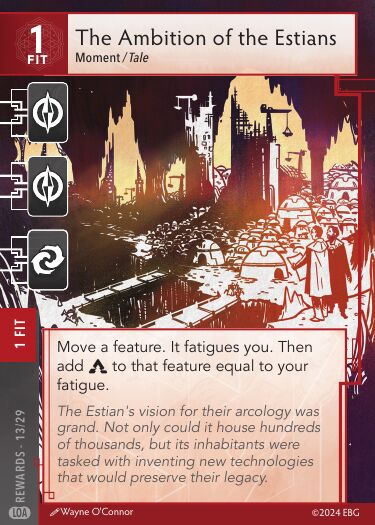 1
FIT
The Ambition of the Estians
Moment / Tale
1 FIT
Move a feature. It fatigues you. Then
add to that feature equal to your
fatigue.
The Estian's vision for their arcology was
grand. Not only could it house hundreds
of thousands, but its inhabitants were
tasked with inventing new technologies
that would preserve their legacy.
REWARDS - 13/29
LOA
Wayne O'Connor
©2024 EBG